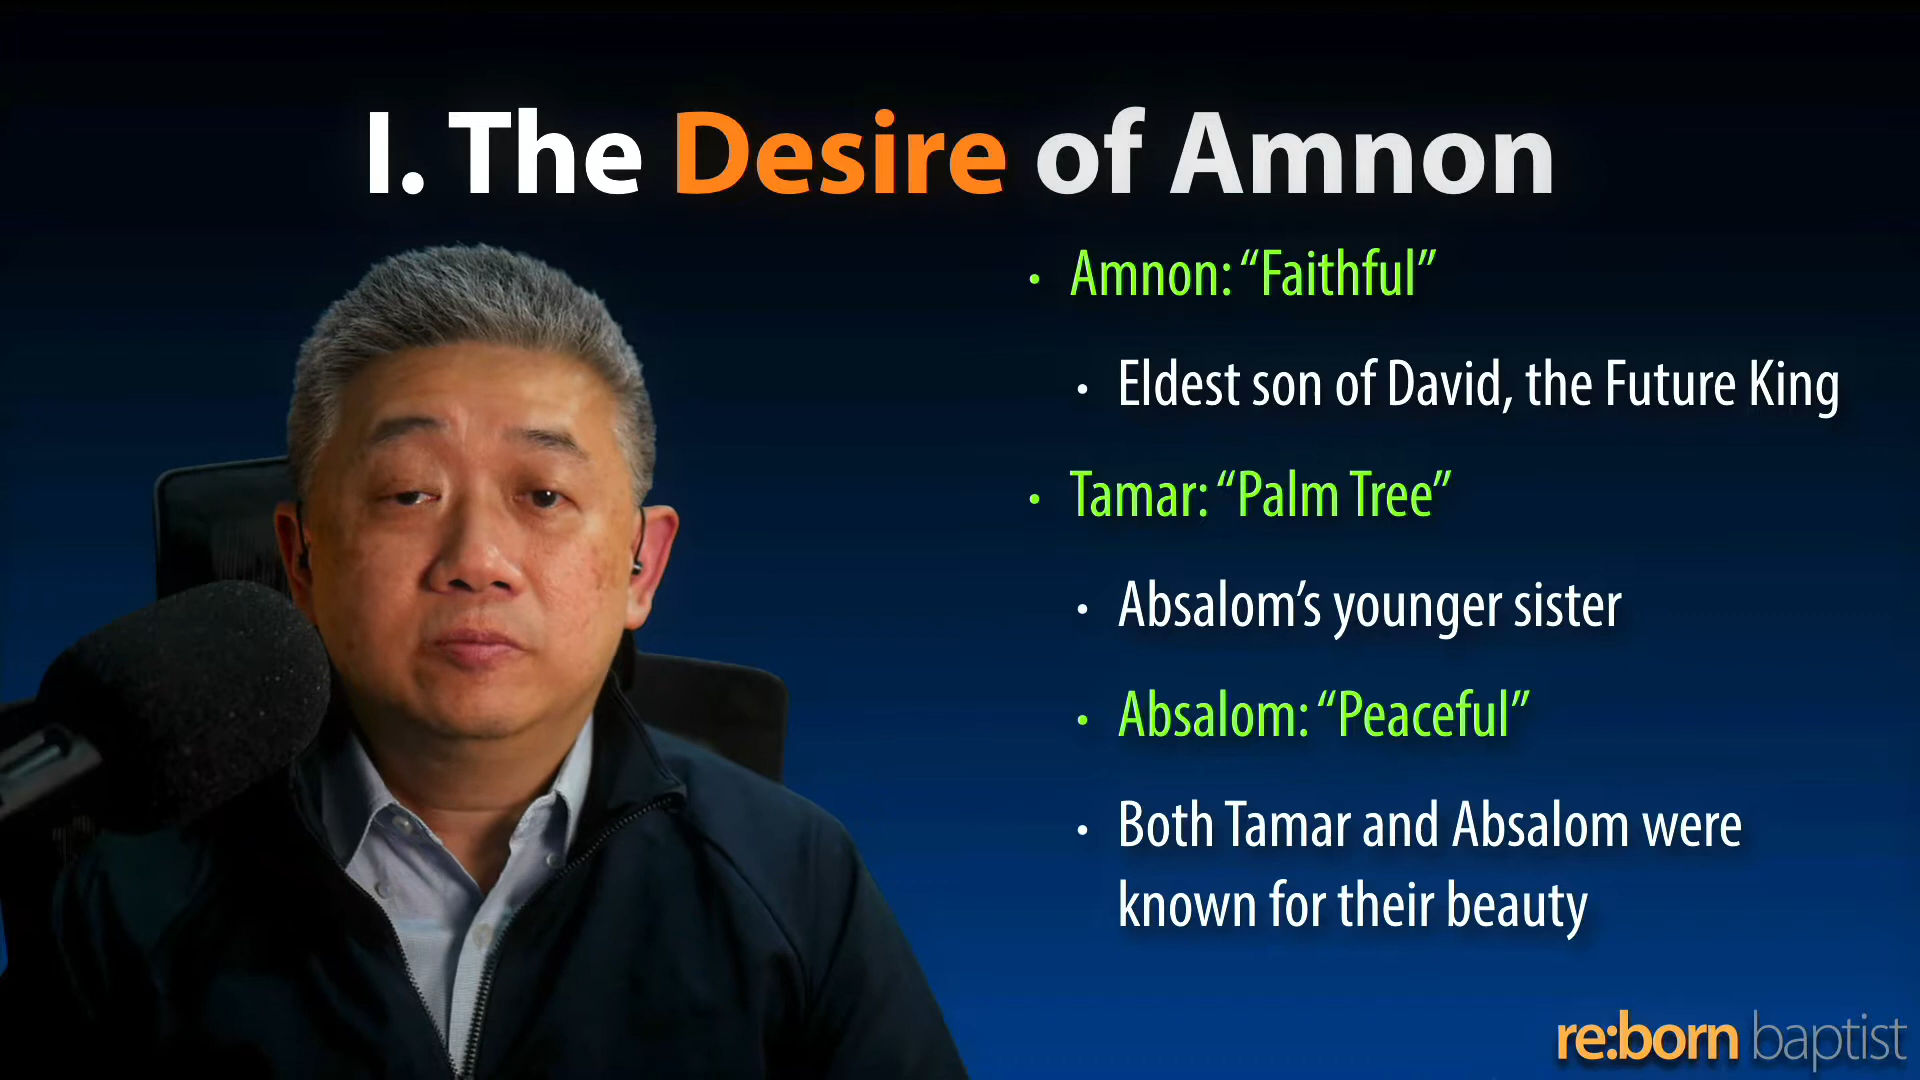 I. The Desire of Amnon
• Amnon: “Faithful”
• Eldest son of David, the Future King
• Tamar: “Palm Tree”
• Absalom’s younger sister
• Absalom: “Peaceful”
• Both Tamar and Absalom were
known for their beauty
re:born baptist